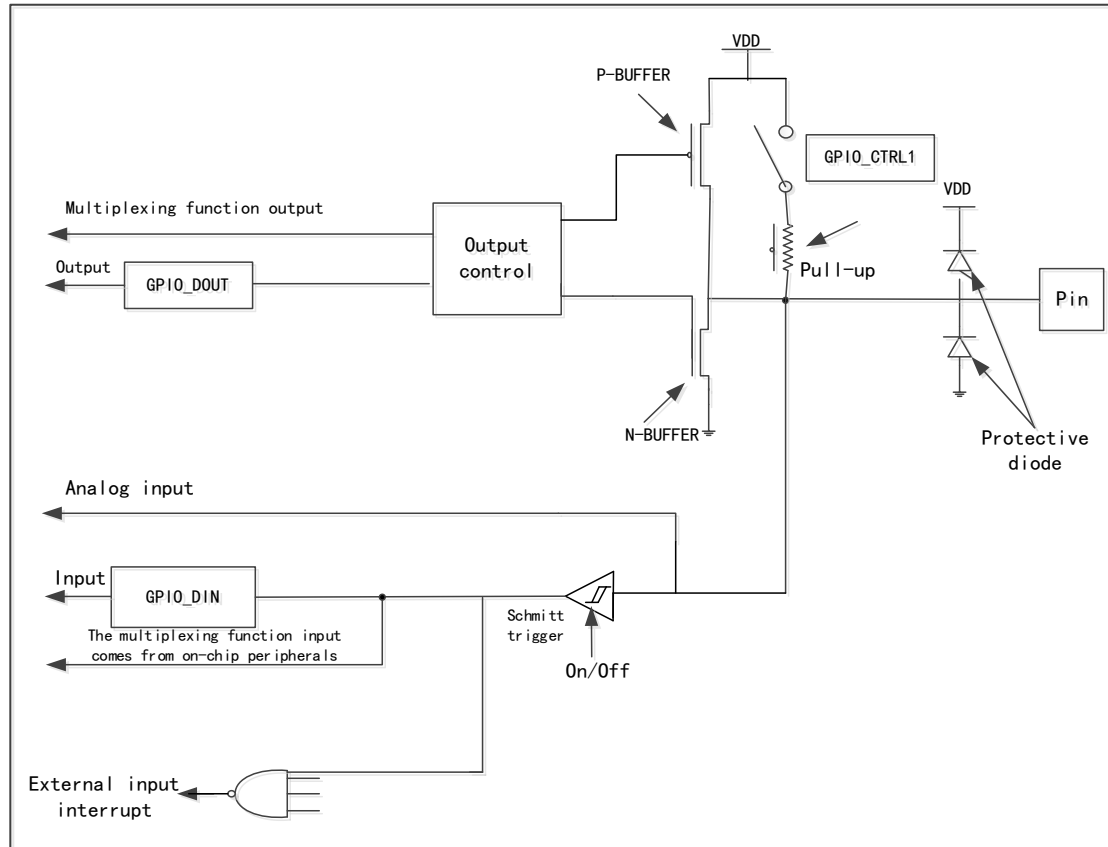 VDD
P-BUFFER
GPIO_CTRL1
VDD
Multiplexing function output
Output
control
Output
GPIO_DOUT
Pull-up
Pin
N-BUFFER
Protective
diode
Analog input
Input
GPIO_DIN
Schmitt
trigger
The multiplexing function input
comes from on-chip peripherals
On/Off
External input
interrupt